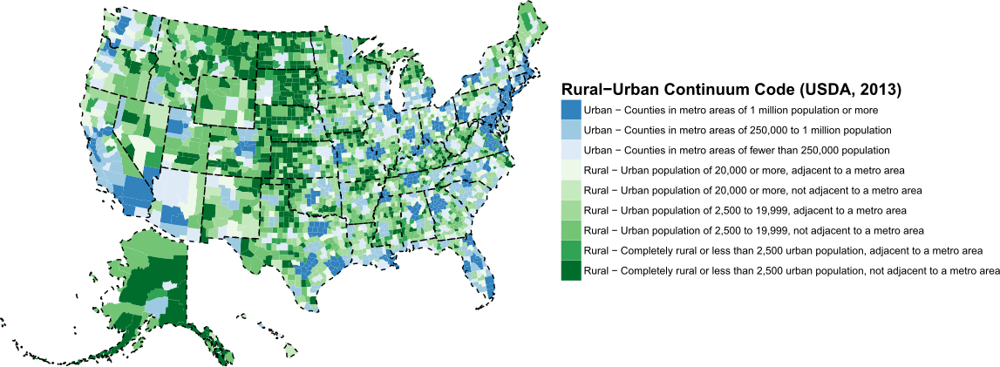 Rural−Urban Continuum Code (USDA, 2013)
Urban − Counties in metro areas of 1 million population or more
Urban − Counties in metro areas of 250,000 to 1 million population
Urban − Counties in metro areas of fewer than 250,000 population
Rural − Urban population of 20,000 or more, adjacent to a metro area
Rural − Urban population of 20,000 or more, not adjacent to a metro area
Rural − Urban population of 2,500 to 19,999, adjacent to a metro area
Rural − Urban population of 2,500 to 19,999, not adjacent to a metro area
Rural − Completely rural or less than 2,500 urban population, adjacent to a metro area
Rural − Completely rural or less than 2,500 urban population, not adjacent to a metro area